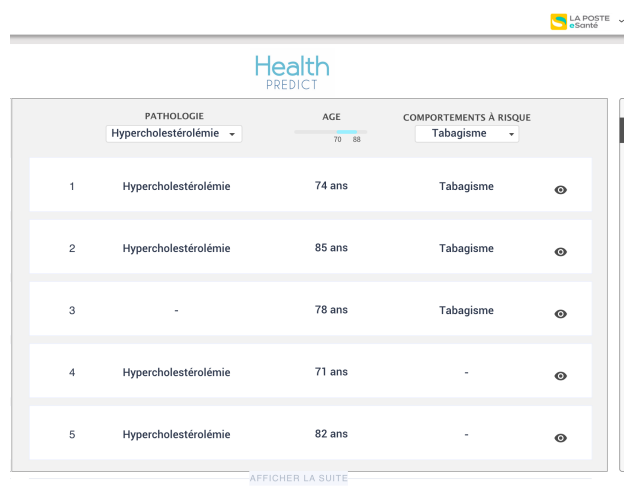 LA POSTE
eSanté
Health
PREDICT
PATHOLOGIE AGE COMPORTEMENTS À RISQUE
Hypercholestérolémie Tabagisme
70 88
1 Hypercholestérolémie 74 ans Tabagisme
2 Hypercholestérolémie 85 ans Tabagisme
3 - 78 ans Tabagisme
4 Hypercholestérolémie 71 ans -
5 Hypercholestérolémie 82 ans -
AFFICHER LA SUITE